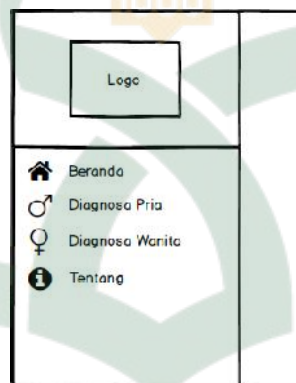 Logo
Beranda
Diagnosa Pria
Diagnosa Wanita
Tentang